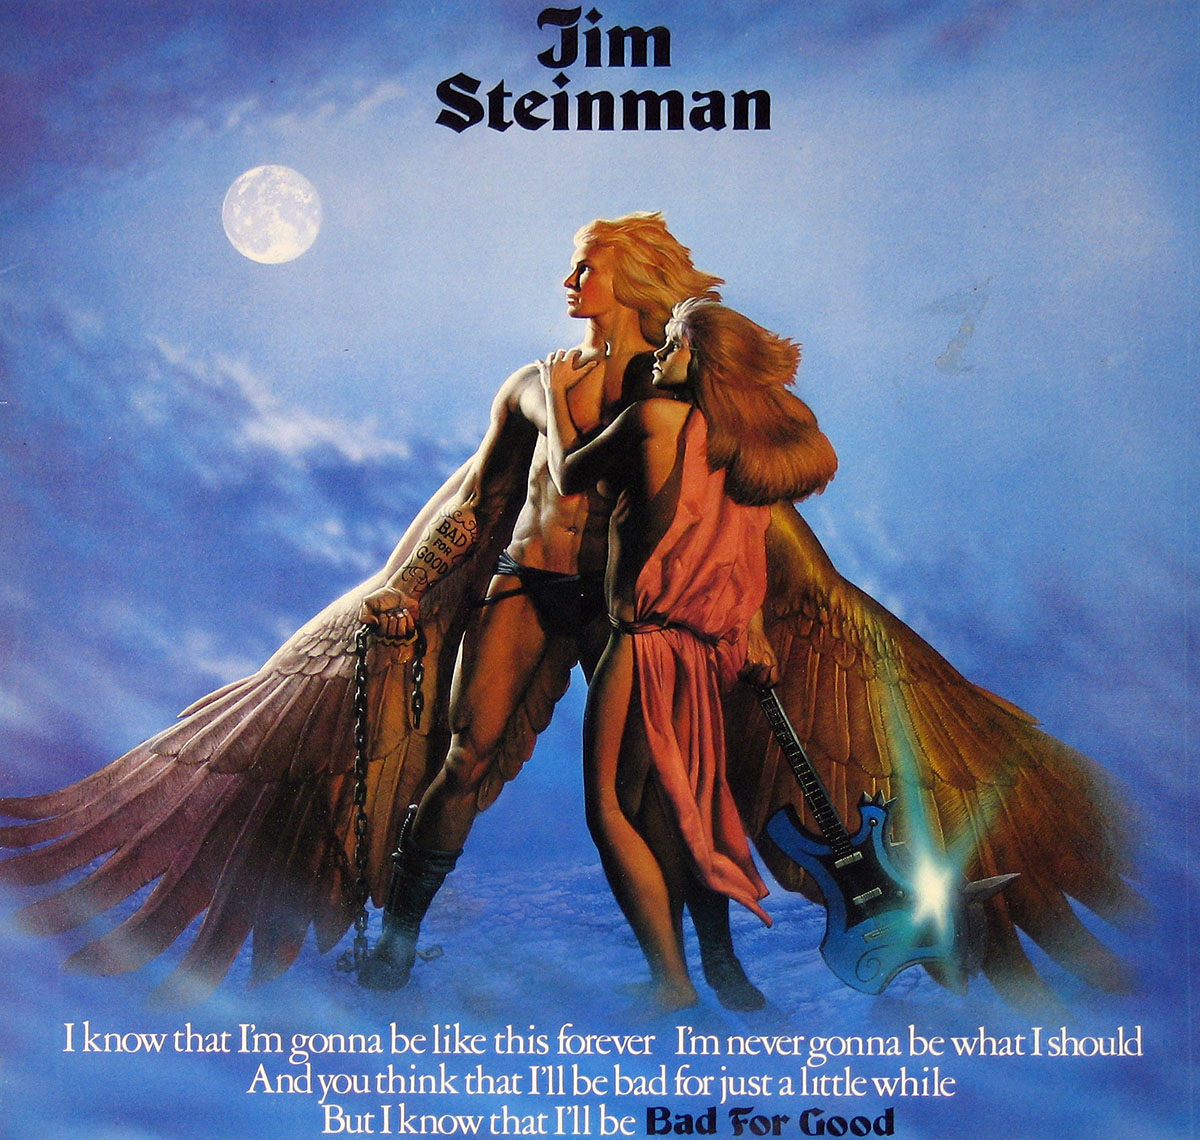 Jim
Steinman
BAD
FOR
GOOD
I know that I'm gonna be like this forever I'm never gonna be what I should
And you think that I'll be bad for just a little while
But I know that I'll be Bad For Good